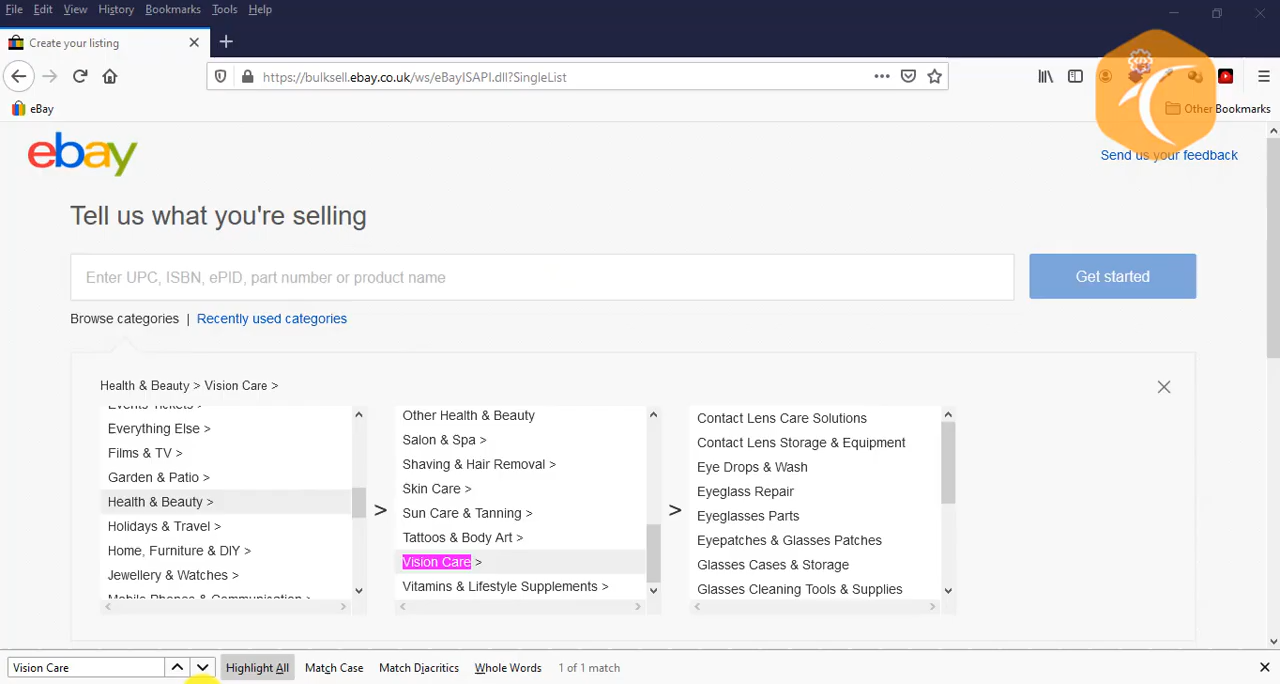 File Edit View History Bookmarks Tools Help
Create your listing
https://bulksell.ebay.co.uk/ws/eBayISAPI.dll?SingleList
eBay
Other Bookmarks
ebay
Send us your feedback
Tell us what you're selling
Enter UPC, ISBN, ePID, part number or product name
Get started
Browse categories | Recently used categories
Health & Beauty > Vision Care >
Events Tickets >
Everything Else >
Films & TV >
Garden & Patio >
Health & Beauty >
Holidays & Travel >
Home, Furniture & DIY >
Jewellery & Watches >
Mobile Phones & Communication >
>
Other Health & Beauty
Salon & Spa >
Shaving & Hair Removal >
Skin Care >
Sun Care & Tanning >
Tattoos & Body Art >
Vision Care >
Vitamins & Lifestyle Supplements >
>
Contact Lens Care Solutions
Contact Lens Storage & Equipment
Eye Drops & Wash
Eyeglass Repair
Eyeglasses Parts
Eyepatches & Glasses Patches
Glasses Cases & Storage
Glasses Cleaning Tools & Supplies
Vision Care
Highlight All
Match Case
Match Diacritics
Whole Words
1 of 1 match